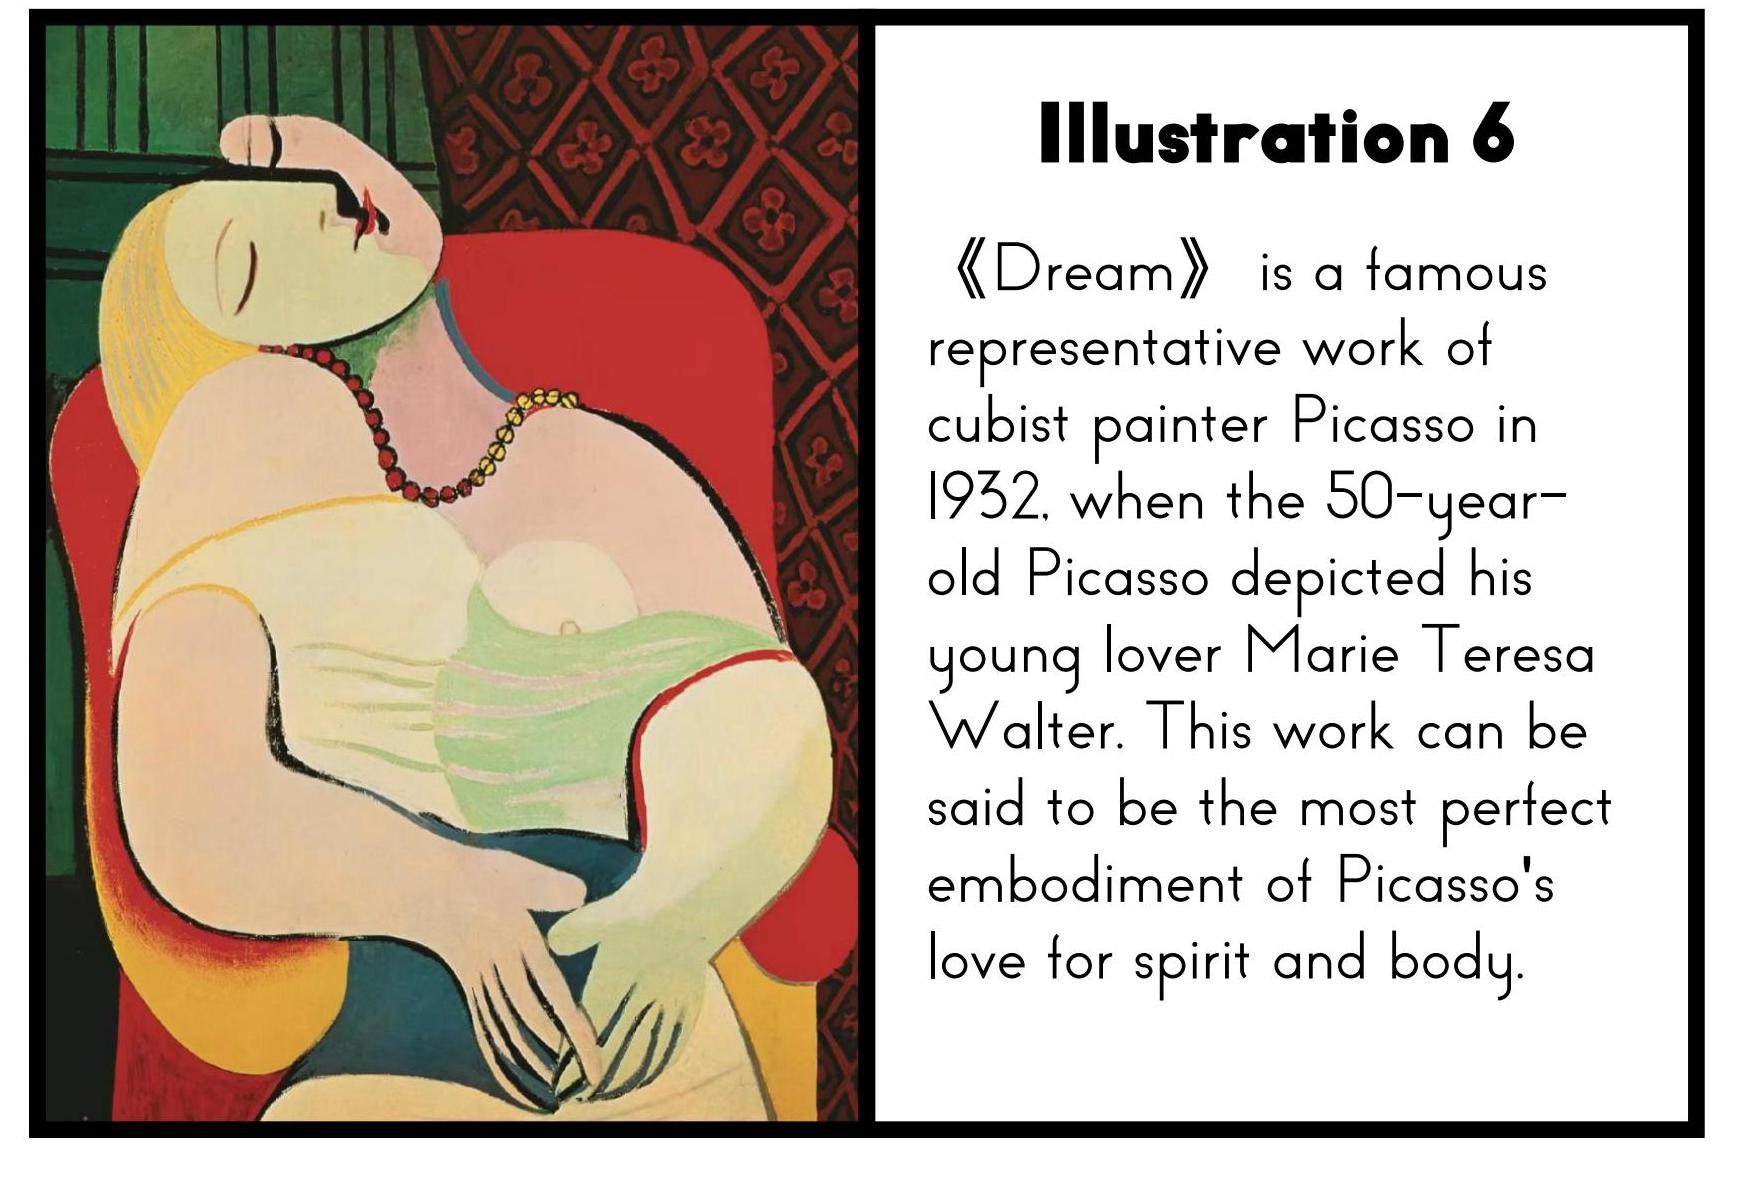 Illustration 6
《Dream》 is a famous
representative work of
cubist painter Picasso in
1932, when the 50-year-
old Picasso depicted his
young lover Marie Teresa
Walter. This work can be
said to be the most perfect
embodiment of Picasso's
love for spirit and body.